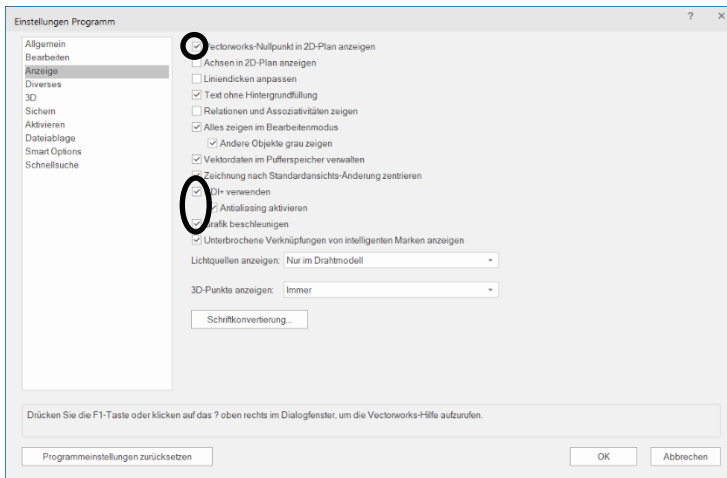 Einstellungen Programm
? ×
Allgemein
Bearbeiten
Anzeige
Diverses
3D
Sichern
Aktivieren
Dateiablage
Smart Options
Schnellsuche
Vectorworks-Nullpunkt in 2D-Plan anzeigen
Achsen in 2D-Plan anzeigen
Liniendicken anpassen
Text ohne Hintergrundfüllung
Relationen und Assoziativitäten zeigen
Alles zeigen im Bearbeitenmodus
Andere Objekte grau zeigen
Vektordaten im Pufferspeicher verwalten
Zeichnung nach Standardansichts-Änderung zentrieren
GDI+ verwenden
Antialiasing aktivieren
Grafik beschleunigen
Unterbrochene Verknüpfungen von intelligenten Marken anzeigen
Lichtquellen anzeigen: Nur im Drahtmodell
3D-Punkte anzeigen: Immer
Schriftkonvertierung...
Drücken Sie die F1-Taste oder klicken auf das ? oben rechts im Dialogfenster, um die Vectorworks-Hilfe aufzurufen.
Programmeinstellungen zurücksetzen
OK
Abbrechen